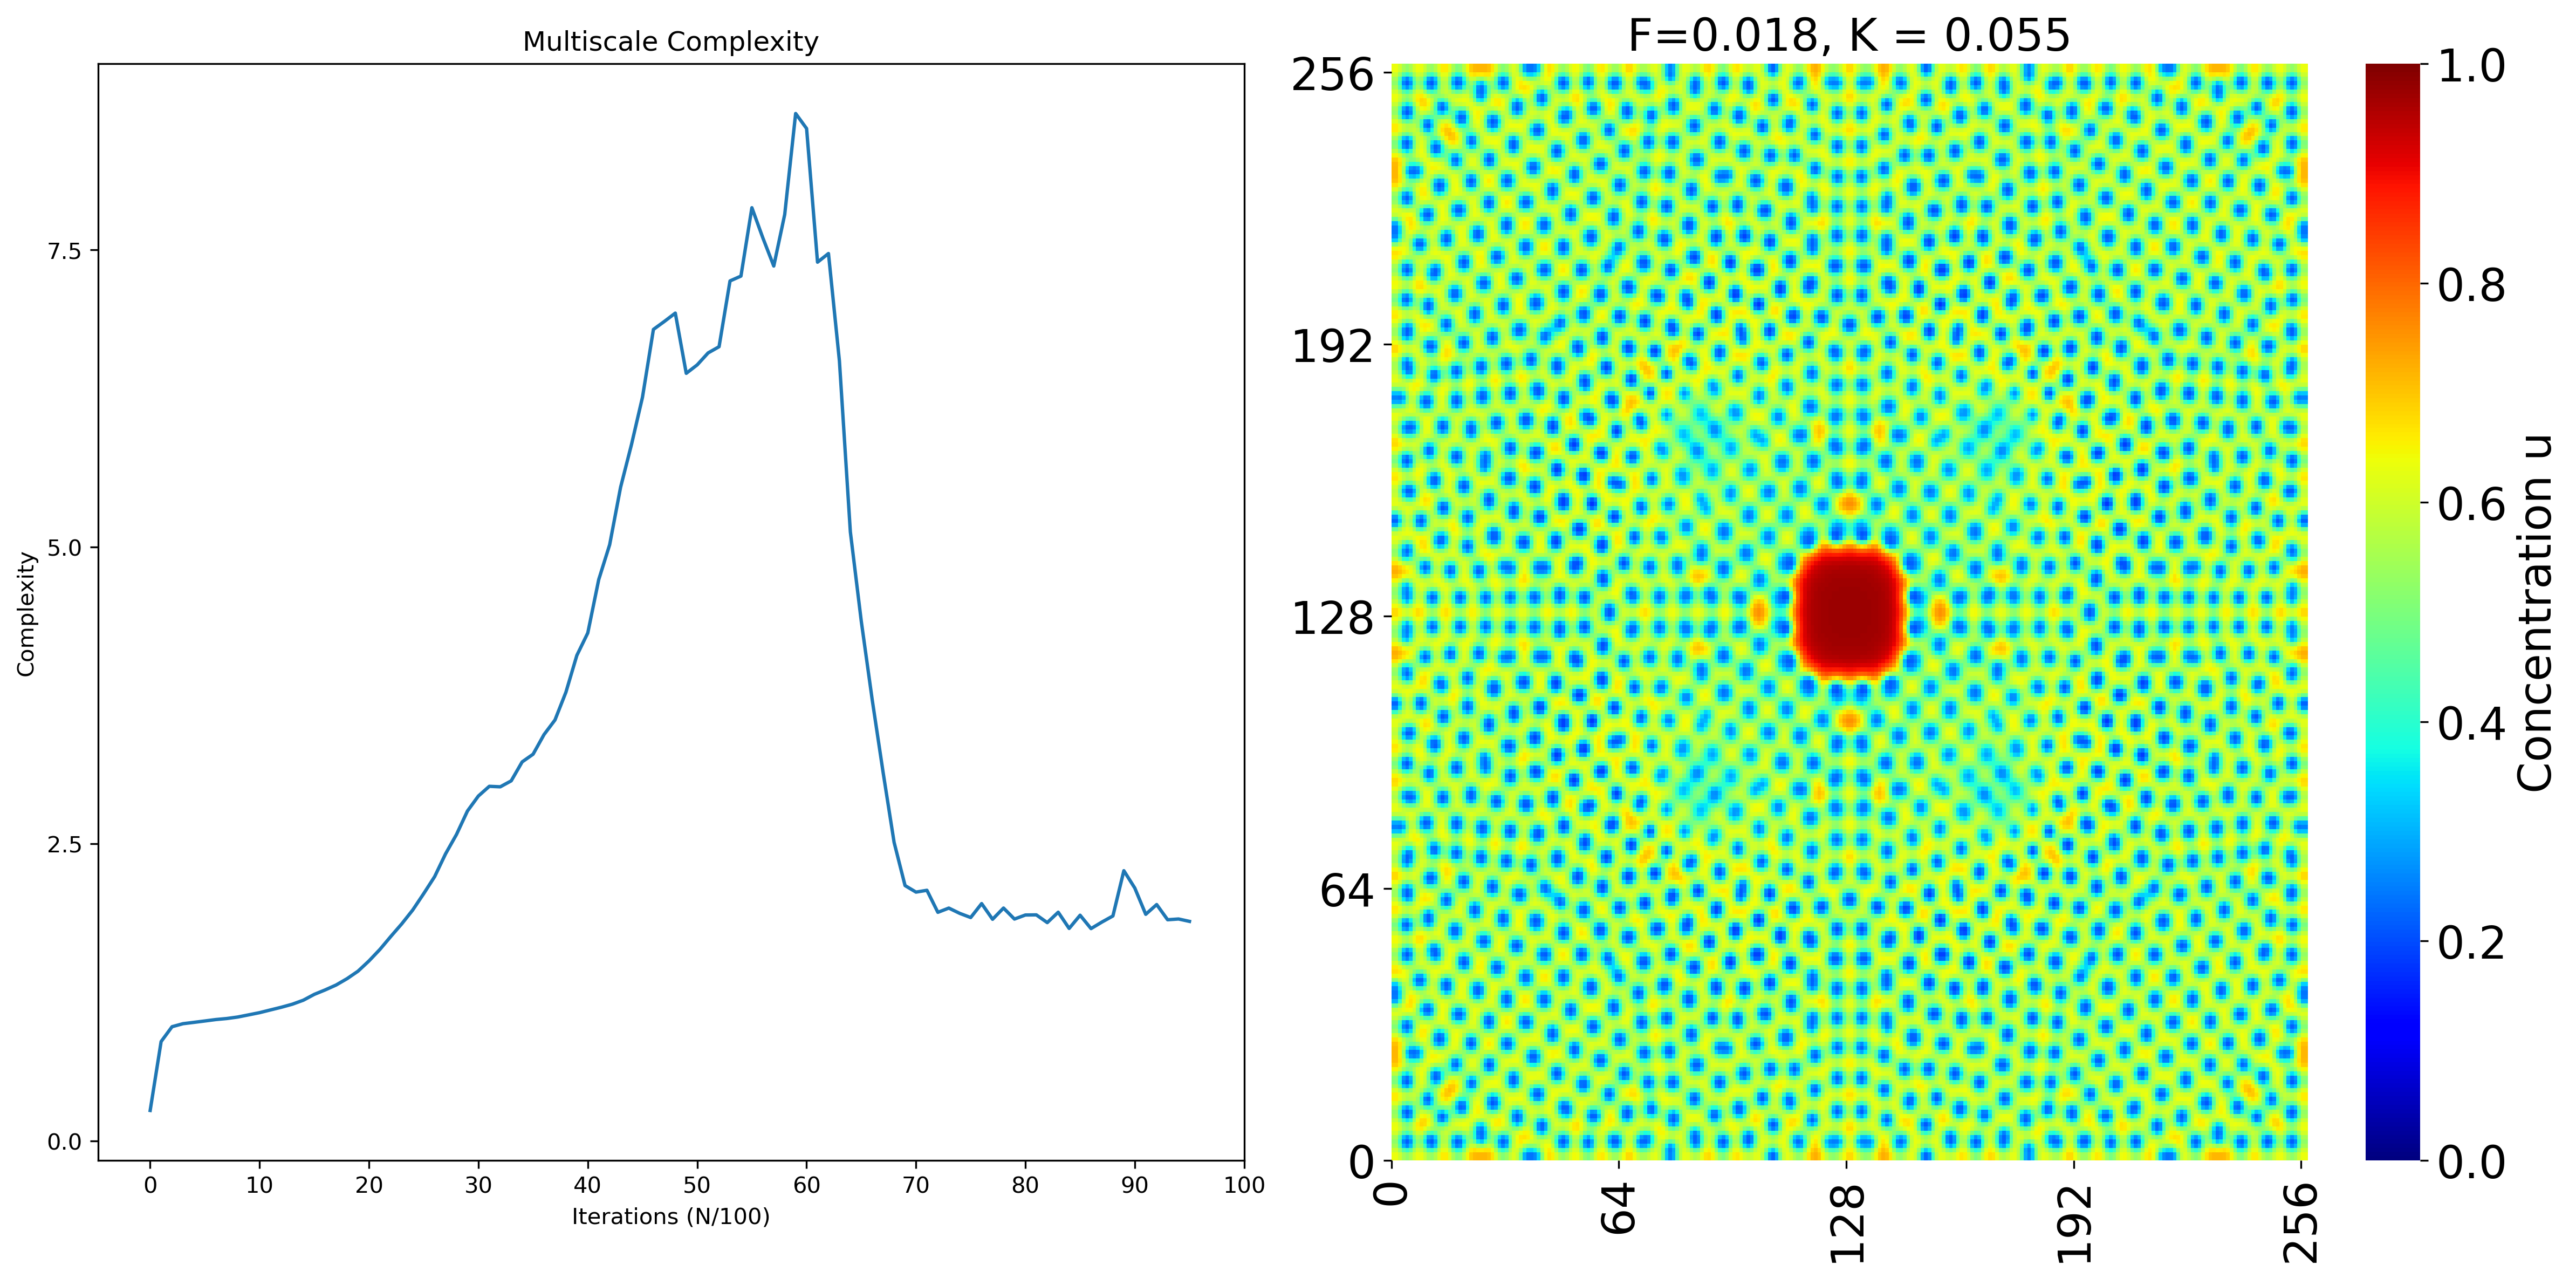 Multiscale Complexity
Complexity
7.5
5.0
2.5
0.0
0 10 20 30 40 50 60 70 80 90 100
Iterations (N/100)
F=0.018, K = 0.055
256
192
128
64
0
0 64 128 192 256
1.0
0.8
0.6
0.4
0.2
0.0
Concentration u